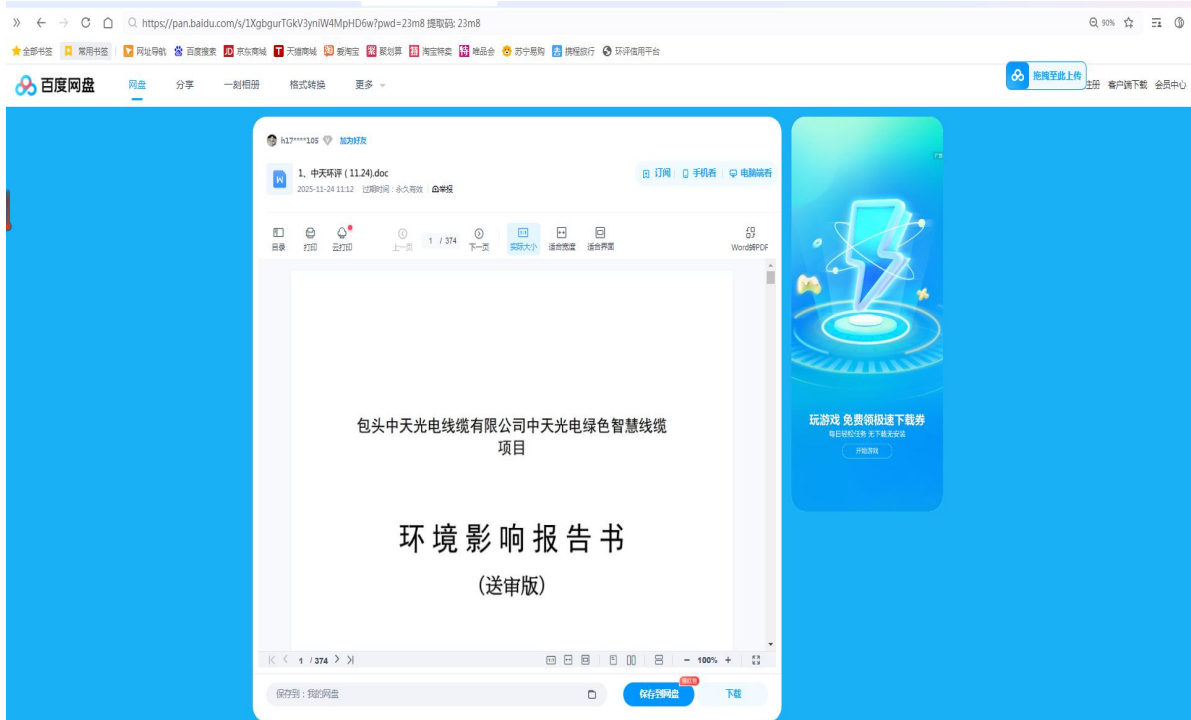 https://pan.baidu.com/s/1XgbgurTGkV3yniW4MpHD6w?pwd=23m8 提取码: 23m8
90%
全部书签 常用书签 网址导航 百度搜索 京东商城 天猫商城 爱淘宝 聚划算 淘宝特卖 唯品会 苏宁易购 携程旅行 环评信用平台
百度网盘 网盘 分享 一刻相册 格式转换 更多
拖拽至此上传
注册 客户端下载 会员中心
h17****105 加为好友
1、中天环评 ( 11.24).doc
订阅 手机看 电脑端看
2025-11-24 11:12 过期时间 : 永久有效 举报
目录 打印 云打印 上一页 1 / 374 下一页 实际大小 适合宽度 适合界面 Word转PDF
包头中天光电线缆有限公司中天光电绿色智慧线缆
项目
环 境 影 响 报 告 书
(送审版)
广告
玩游戏 免费领极速下载券
每日轻松任务 无下载无安装
开始游戏
1 / 374
100%
保存到 : 我的网盘
保存到网盘
下载